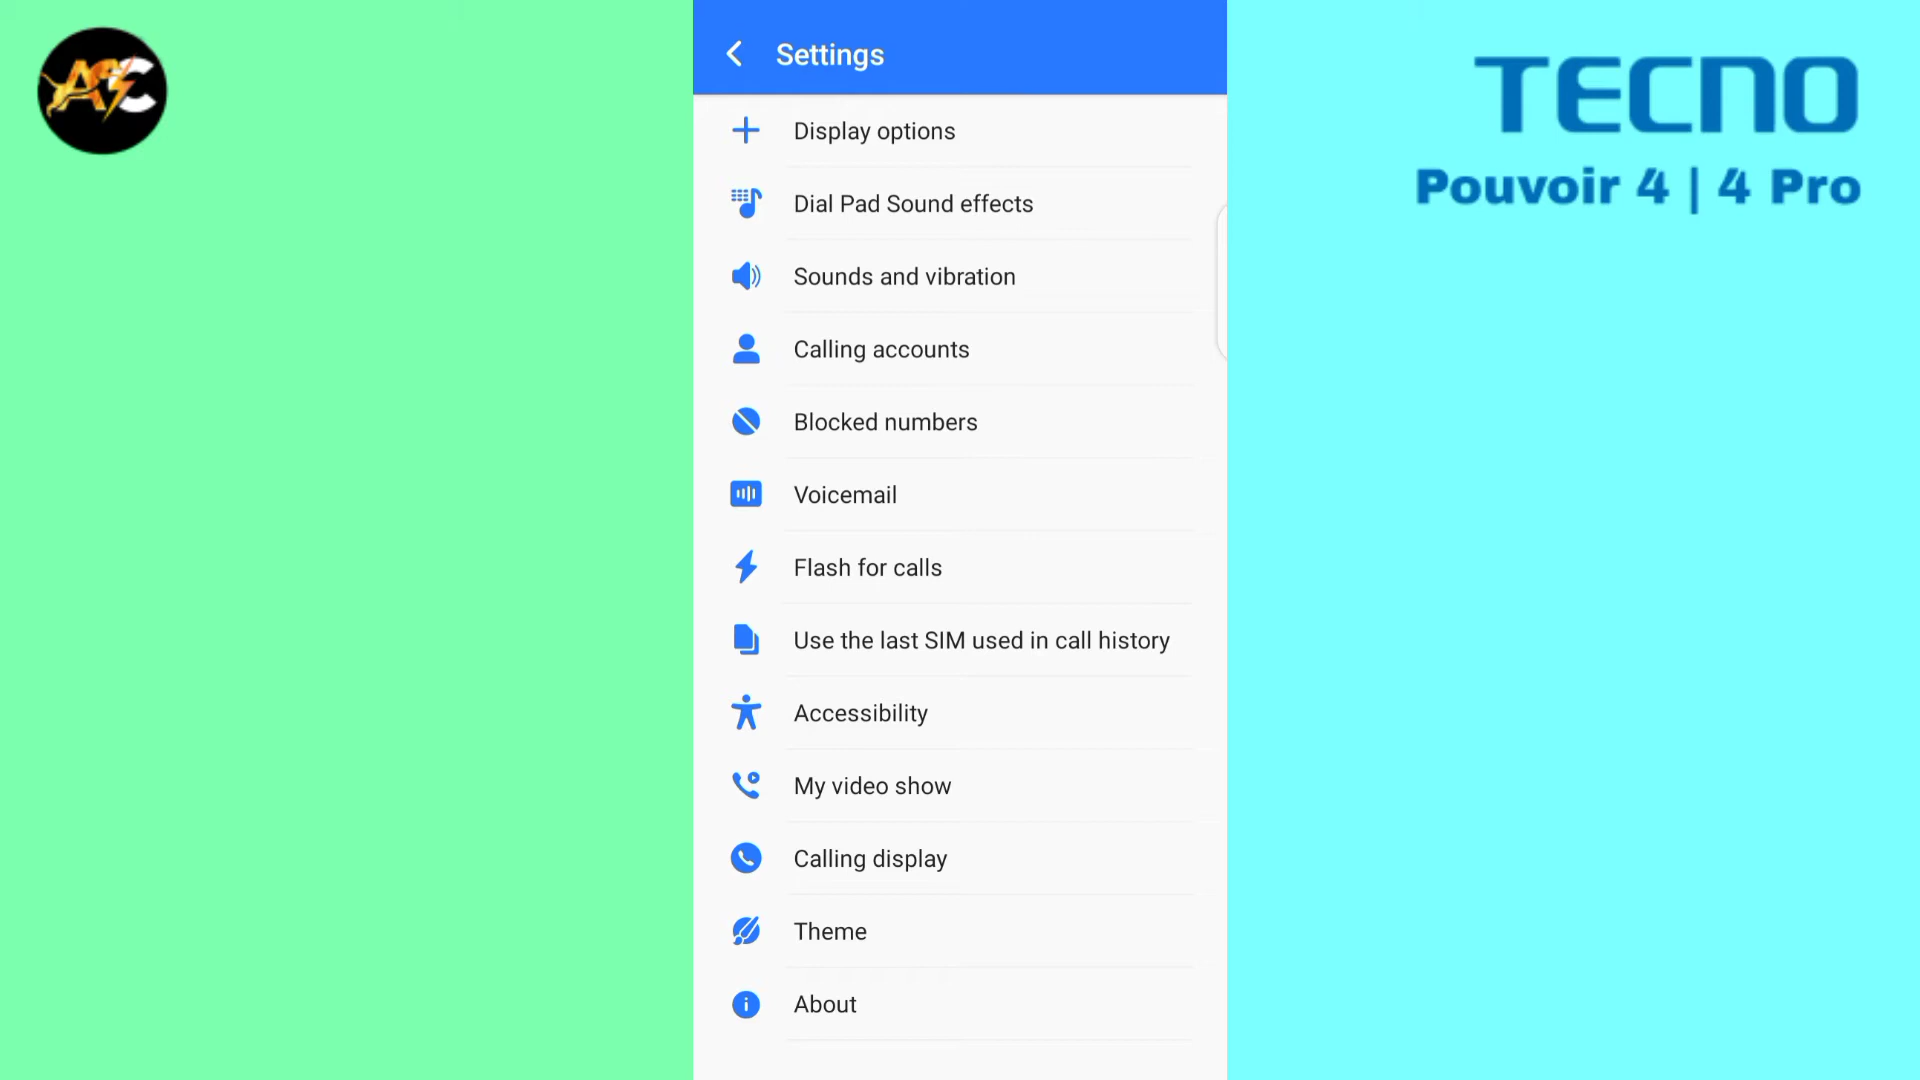 AC
Settings
TECNO
Pouvoir 4 | 4 Pro
Display options
Dial Pad Sound effects
Sounds and vibration
Calling accounts
Blocked numbers
Voicemail
Flash for calls
Use the last SIM used in call history
Accessibility
My video show
Calling display
Theme
About